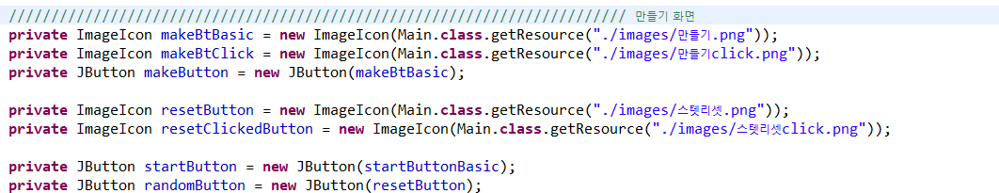 //////////////////////////////////////////////////////////////////////// 만들기 화면
private ImageIcon makeBtBasic = new ImageIcon(Main.class.getResource("./images/만들기.png"));
private ImageIcon makeBtClick = new ImageIcon(Main.class.getResource("./images/만들기click.png"));
private JButton makeButton = new JButton(makeBtBasic);
private ImageIcon resetButton = new ImageIcon(Main.class.getResource("./images/스텟리셋.png"));
private ImageIcon resetClickedButton = new ImageIcon(Main.class.getResource("./images/스텟리셋click.png"));
private JButton startButton = new JButton(startButtonBasic);
private JButton randomButton = new JButton(resetButton);